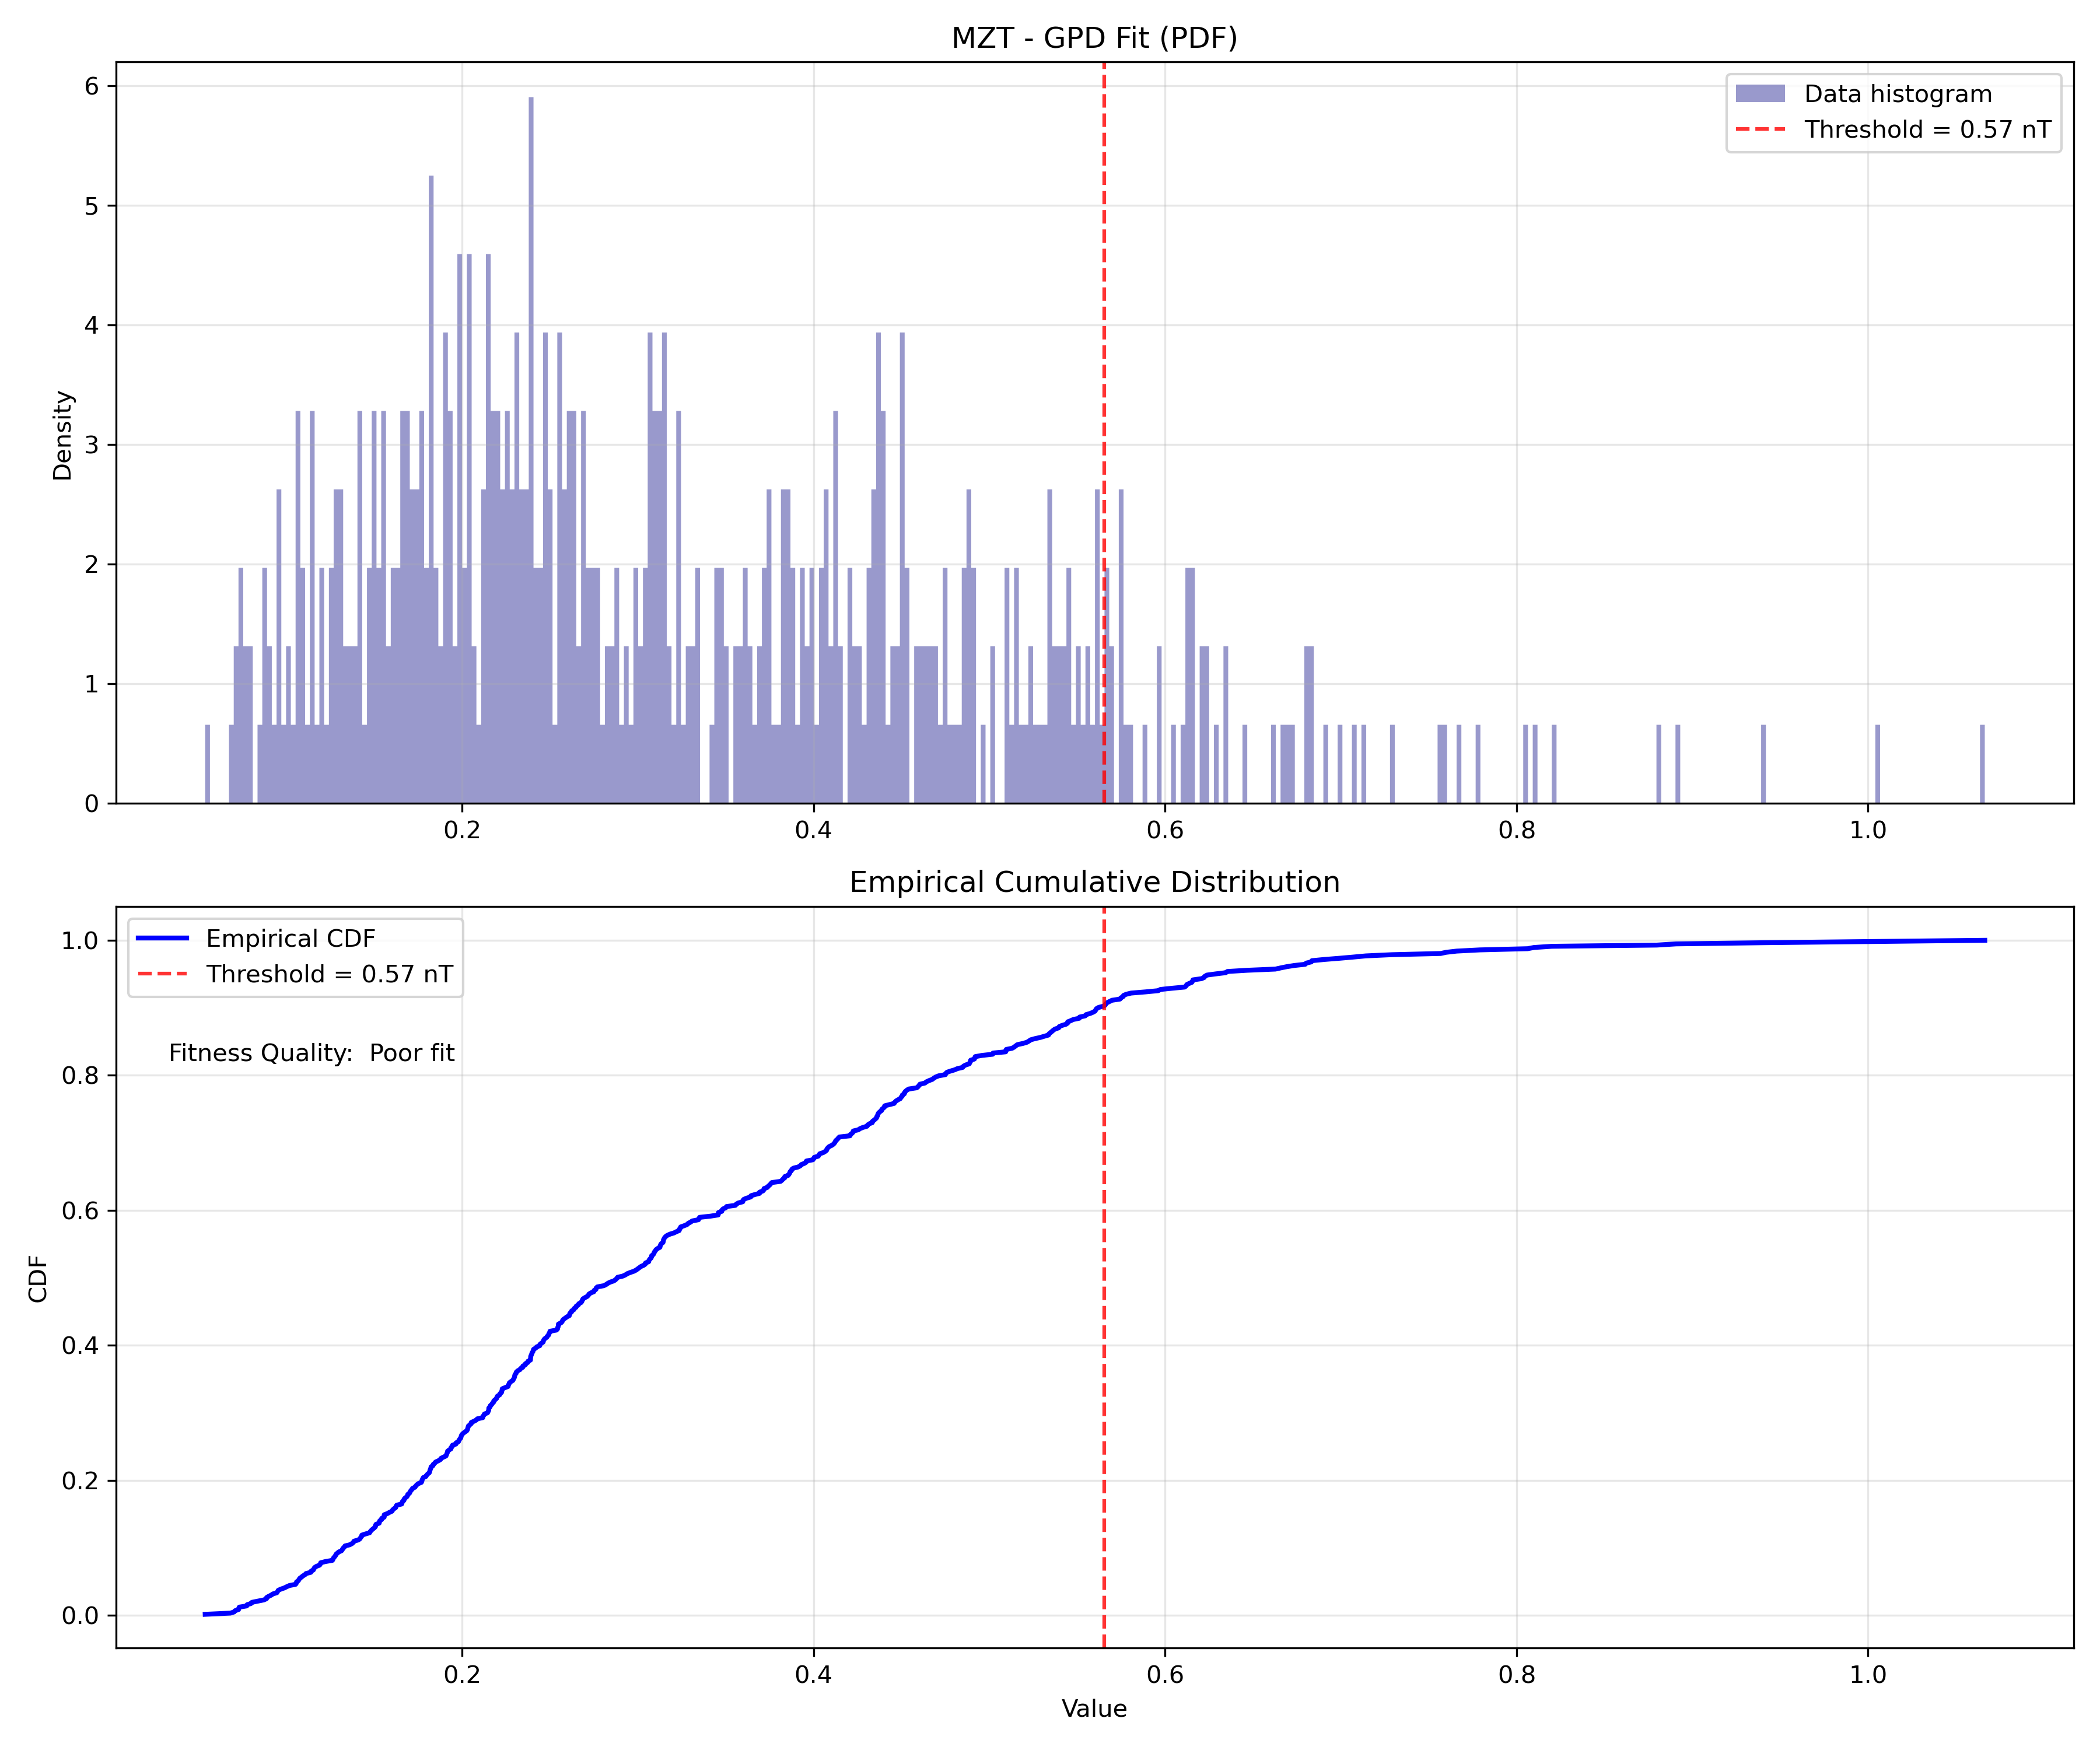 MZT - GPD Fit (PDF)
6
5
4
3
2
1
0
Density
Data histogram
Threshold = 0.57 nT
0.2 0.4 0.6 0.8 1.0
Empirical Cumulative Distribution
1.0
0.8
0.6
0.4
0.2
0.0
CDF
Empirical CDF
Threshold = 0.57 nT
Fitness Quality: Poor fit
0.2 0.4 0.6 0.8 1.0
Value